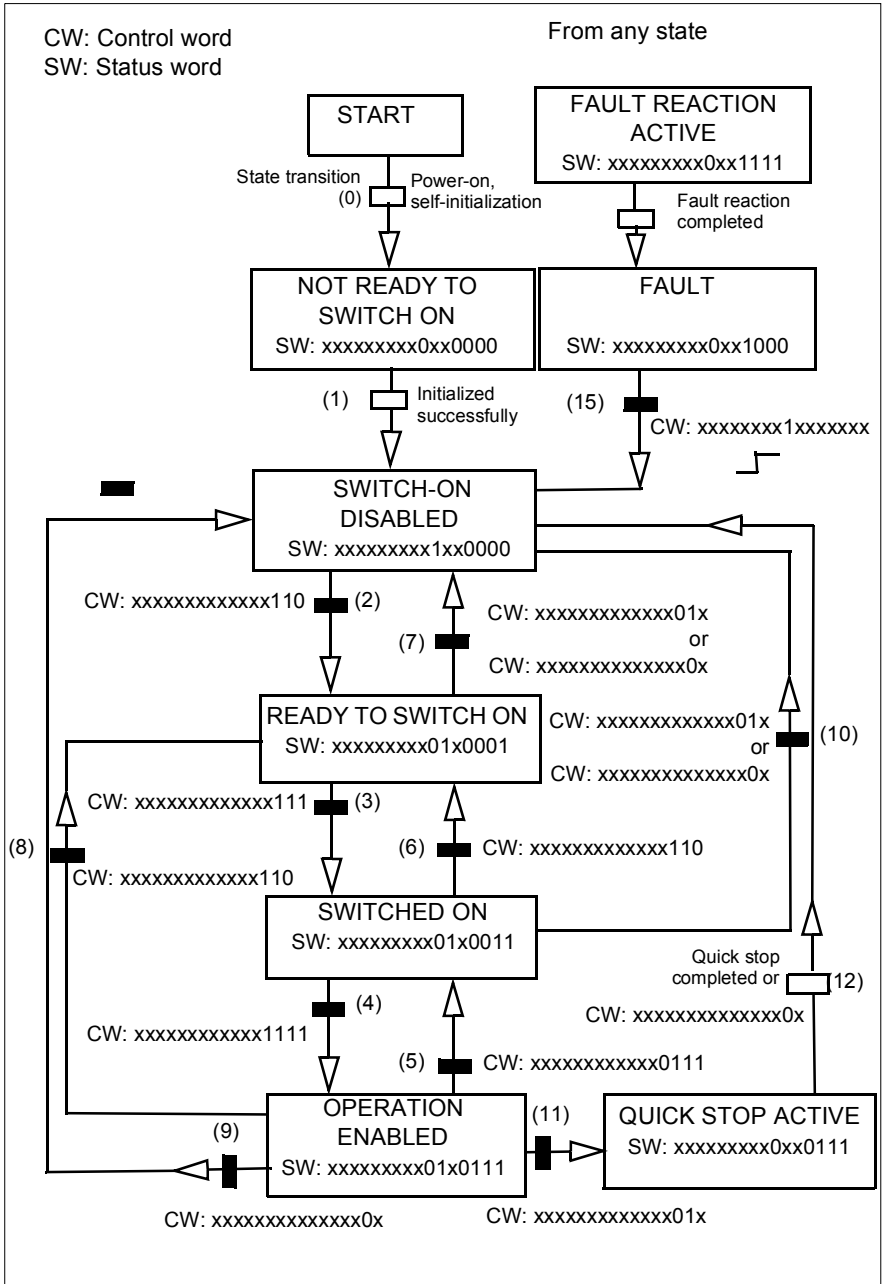 CW: Control word
SW: Status word
From any state
START
FAULT REACTION
ACTIVE
SW: xxxxxxxxx0xx1111
State transition
(0)
Power-on,
self-initialization
Fault reaction
completed
NOT READY TO
SWITCH ON
SW: xxxxxxxxx0xx0000
FAULT
SW: xxxxxxxxx0xx1000
(1)
Initialized
successfully
(15)
CW: xxxxxxxx1xxxxxxx
SWITCH-ON
DISABLED
SW: xxxxxxxxx1xx0000
CW: xxxxxxxxxxxxx110
(2)
(7)
CW: xxxxxxxxxxxxx01x
or
CW: xxxxxxxxxxxxxx0x
READY TO SWITCH ON
SW: xxxxxxxxx01x0001
CW: xxxxxxxxxxxxx01x
or
CW: xxxxxxxxxxxxxx0x
(10)
CW: xxxxxxxxxxxxx111
(3)
(8)
(6)
CW: xxxxxxxxxxxxx110
CW: xxxxxxxxxxxxx110
SWITCHED ON
SW: xxxxxxxxx01x0011
Quick stop
completed or
(12)
CW: xxxxxxxxxxxxxx0x
(4)
CW: xxxxxxxxxxxx1111
(5)
CW: xxxxxxxxxxxx0111
OPERATION
ENABLED
SW: xxxxxxxxx01x0111
(9)
(11)
QUICK STOP ACTIVE
SW: xxxxxxxxx0xx0111
CW: xxxxxxxxxxxxxx0x
CW: xxxxxxxxxxxxx01x